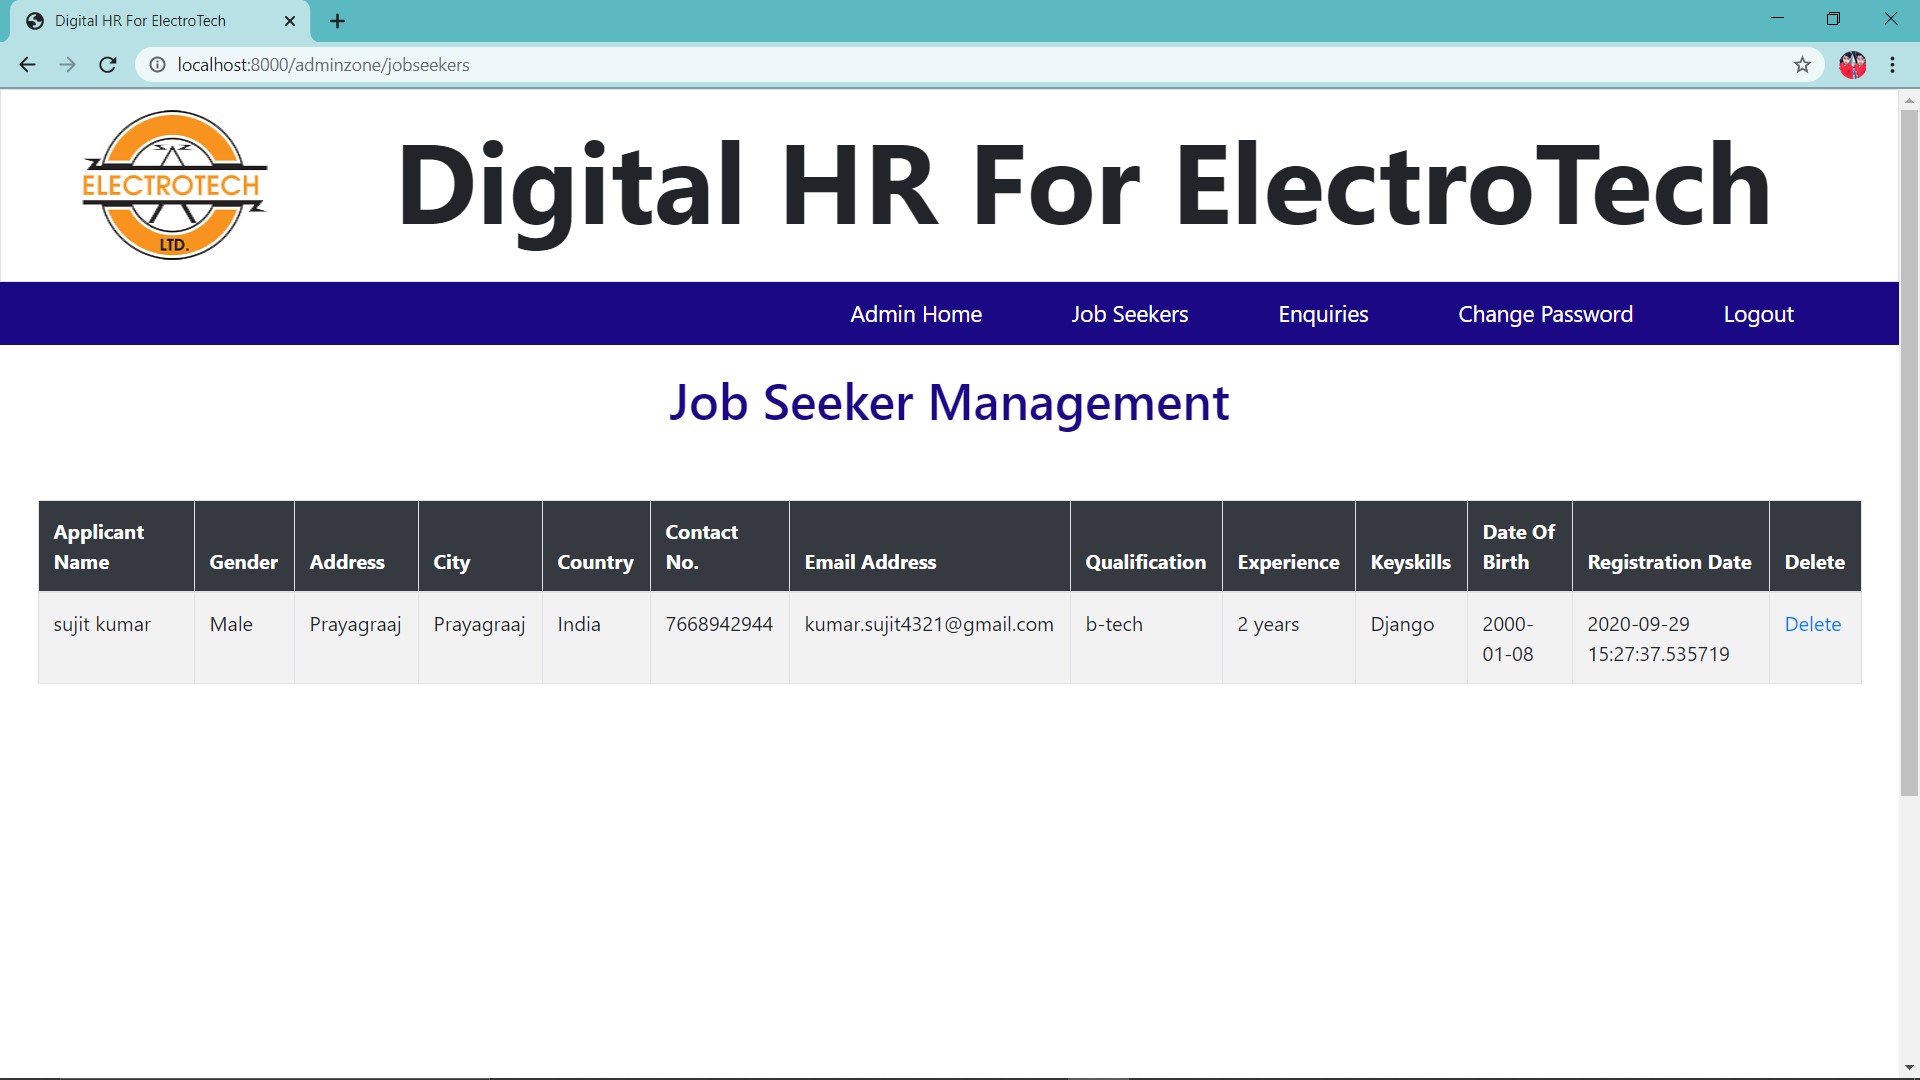 Digital HR For ElectroTech
localhost:8000/adminzone/jobseekers
ELECTROTECH
LTD.
Digital HR For ElectroTech
Admin Home Job Seekers Enquiries Change Password Logout
Job Seeker Management
Applicant Name Gender Address City Country Contact No. Email Address Qualification Experience Keyskills Date Of Birth Registration Date Delete
sujit kumar Male Prayagraaj Prayagraaj India 7668942944 kumar.sujit4321@gmail.com b-tech 2 years Django 2000-01-08 2020-09-29 15:27:37.535719 Delete